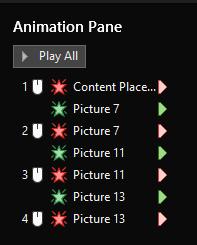 Animation Pane
Play All
1 Content Place...
Picture 7
2 Picture 7
Picture 11
3 Picture 11
Picture 13
4 Picture 13